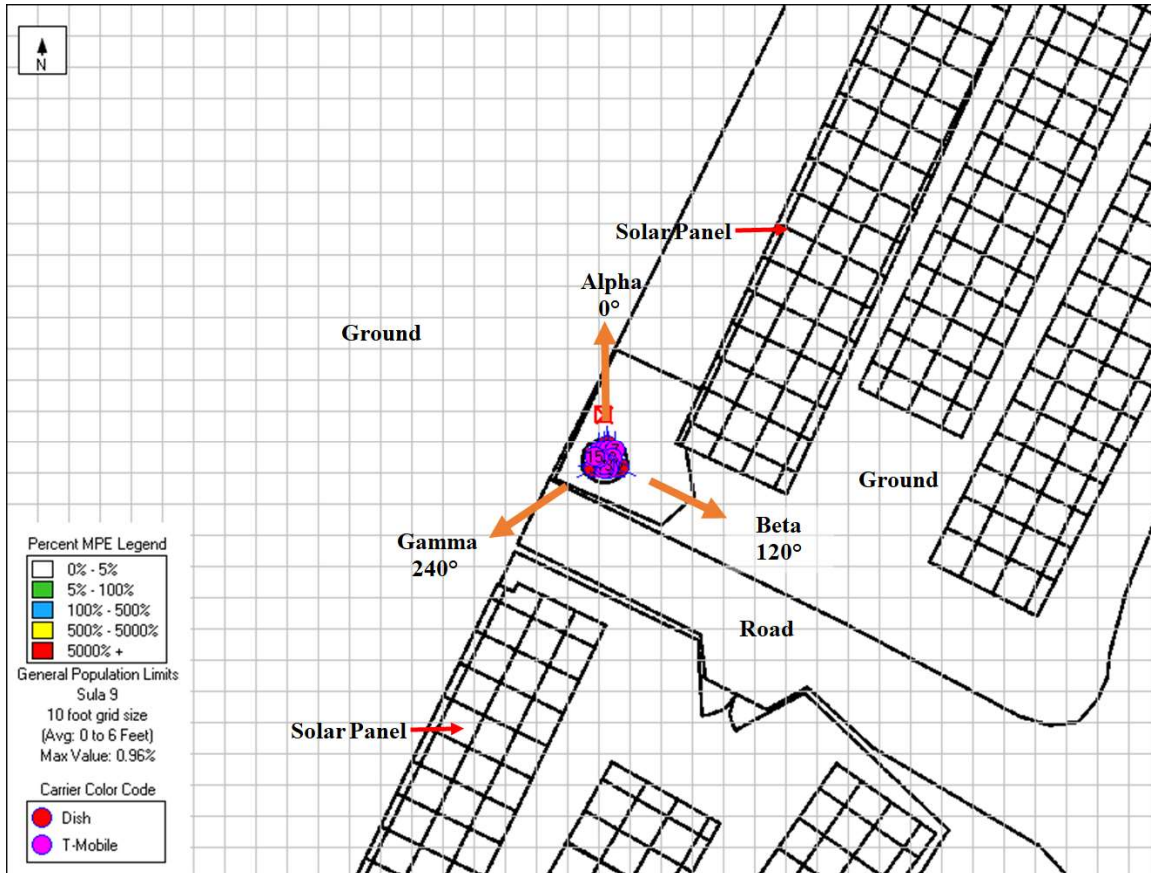 N
Solar Panel
Alpha
0°
Ground
Ground
Beta
120°
Gamma
240°
Road
Solar Panel
Percent MPE Legend
0% - 5%
5% - 100%
100% - 500%
500% - 5000%
5000% +
General Population Limits
Sula 9
10 foot grid size
(Avg: 0 to 6 Feet)
Max Value: 0.96%
Carrier Color Code
Dish
T-Mobile